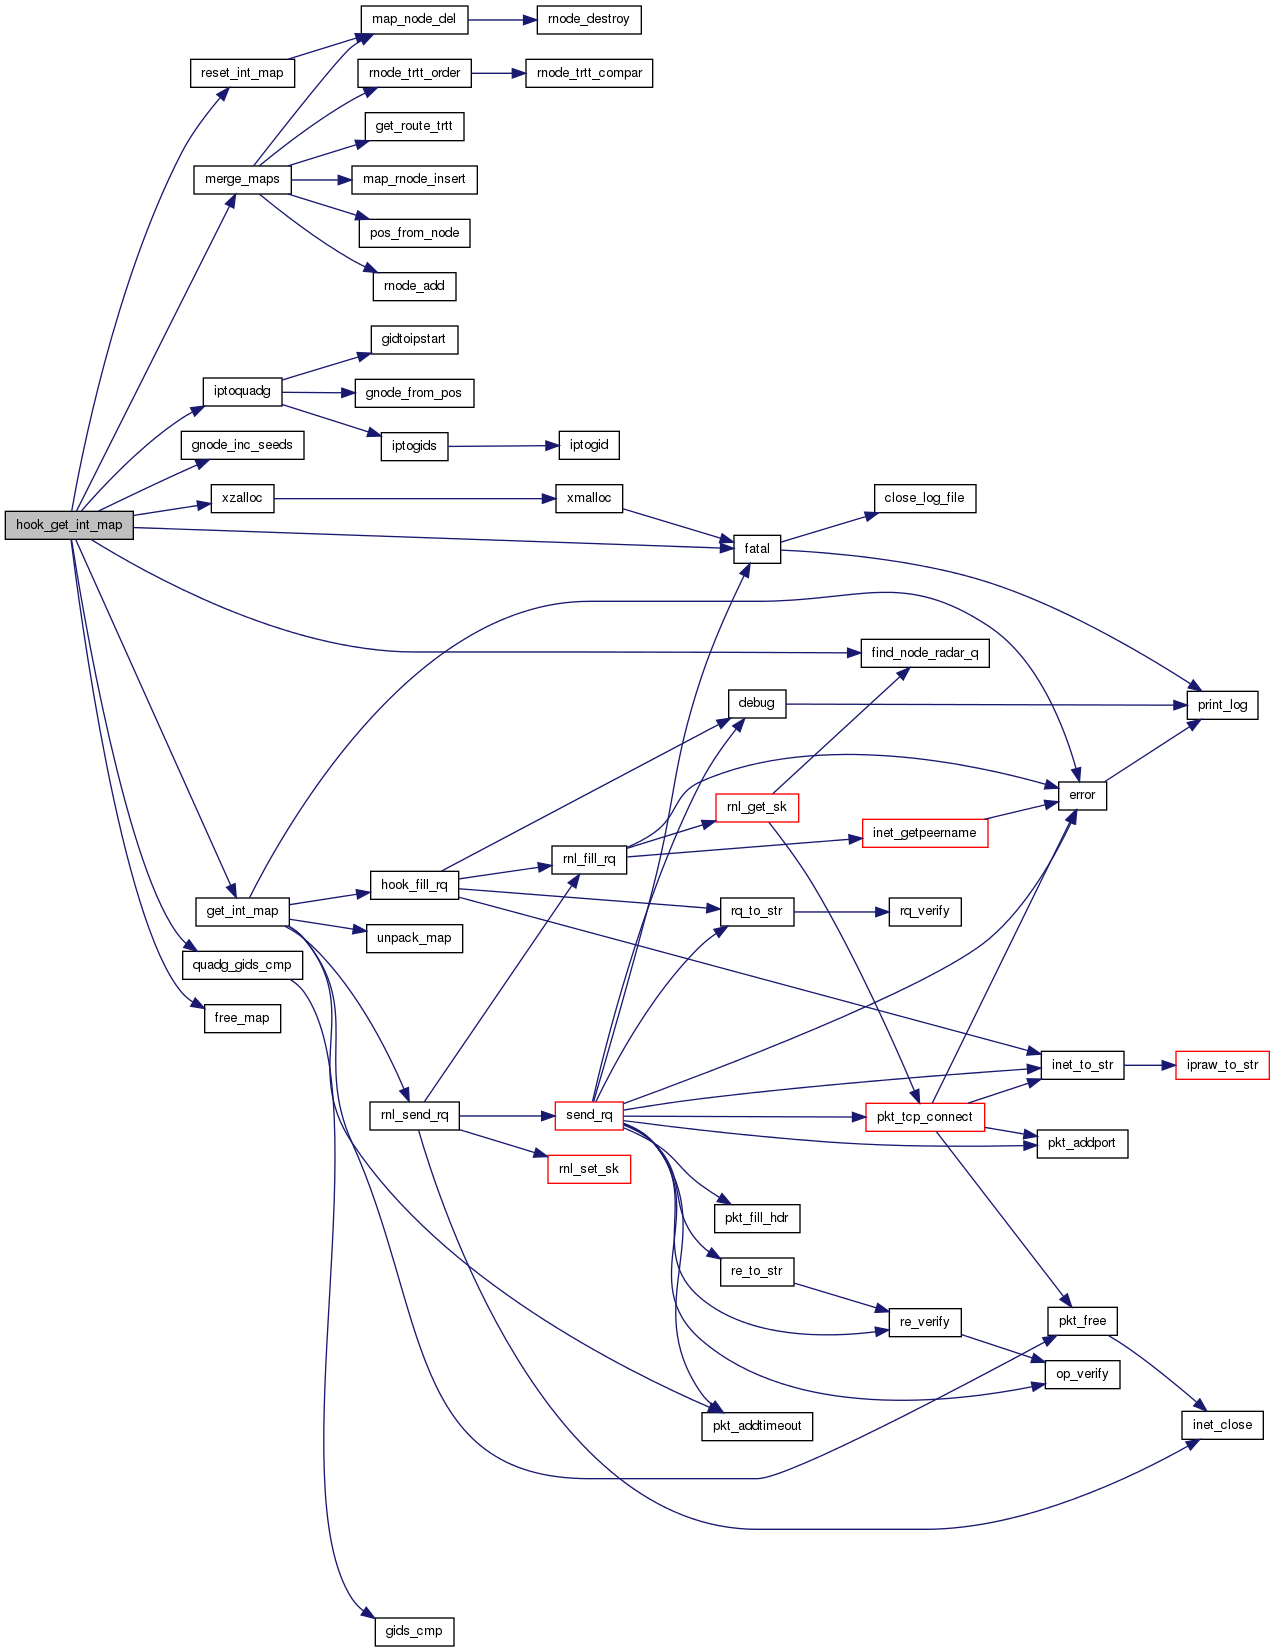 map_node_del
rnode_destroy
reset_int_map
rnode_trtt_order
rnode_trtt_compar
get_route_trtt
merge_maps
map_rnode_insert
pos_from_node
rnode_add
gidtoipstart
iptoquadg
gnode_from_pos
gnode_inc_seeds
iptogids
iptogid
xzalloc
xmalloc
close_log_file
hook_get_int_map
fatal
find_node_radar_q
debug
print_log
error
rnl_get_sk
inet_getpeername
rnl_fill_rq
hook_fill_rq
get_int_map
rq_to_str
rq_verify
unpack_map
quadg_gids_cmp
free_map
inet_to_str
ipraw_to_str
rnl_send_rq
send_rq
pkt_tcp_connect
pkt_addport
rnl_set_sk
pkt_fill_hdr
re_to_str
re_verify
pkt_free
op_verify
pkt_addtimeout
inet_close
gids_cmp